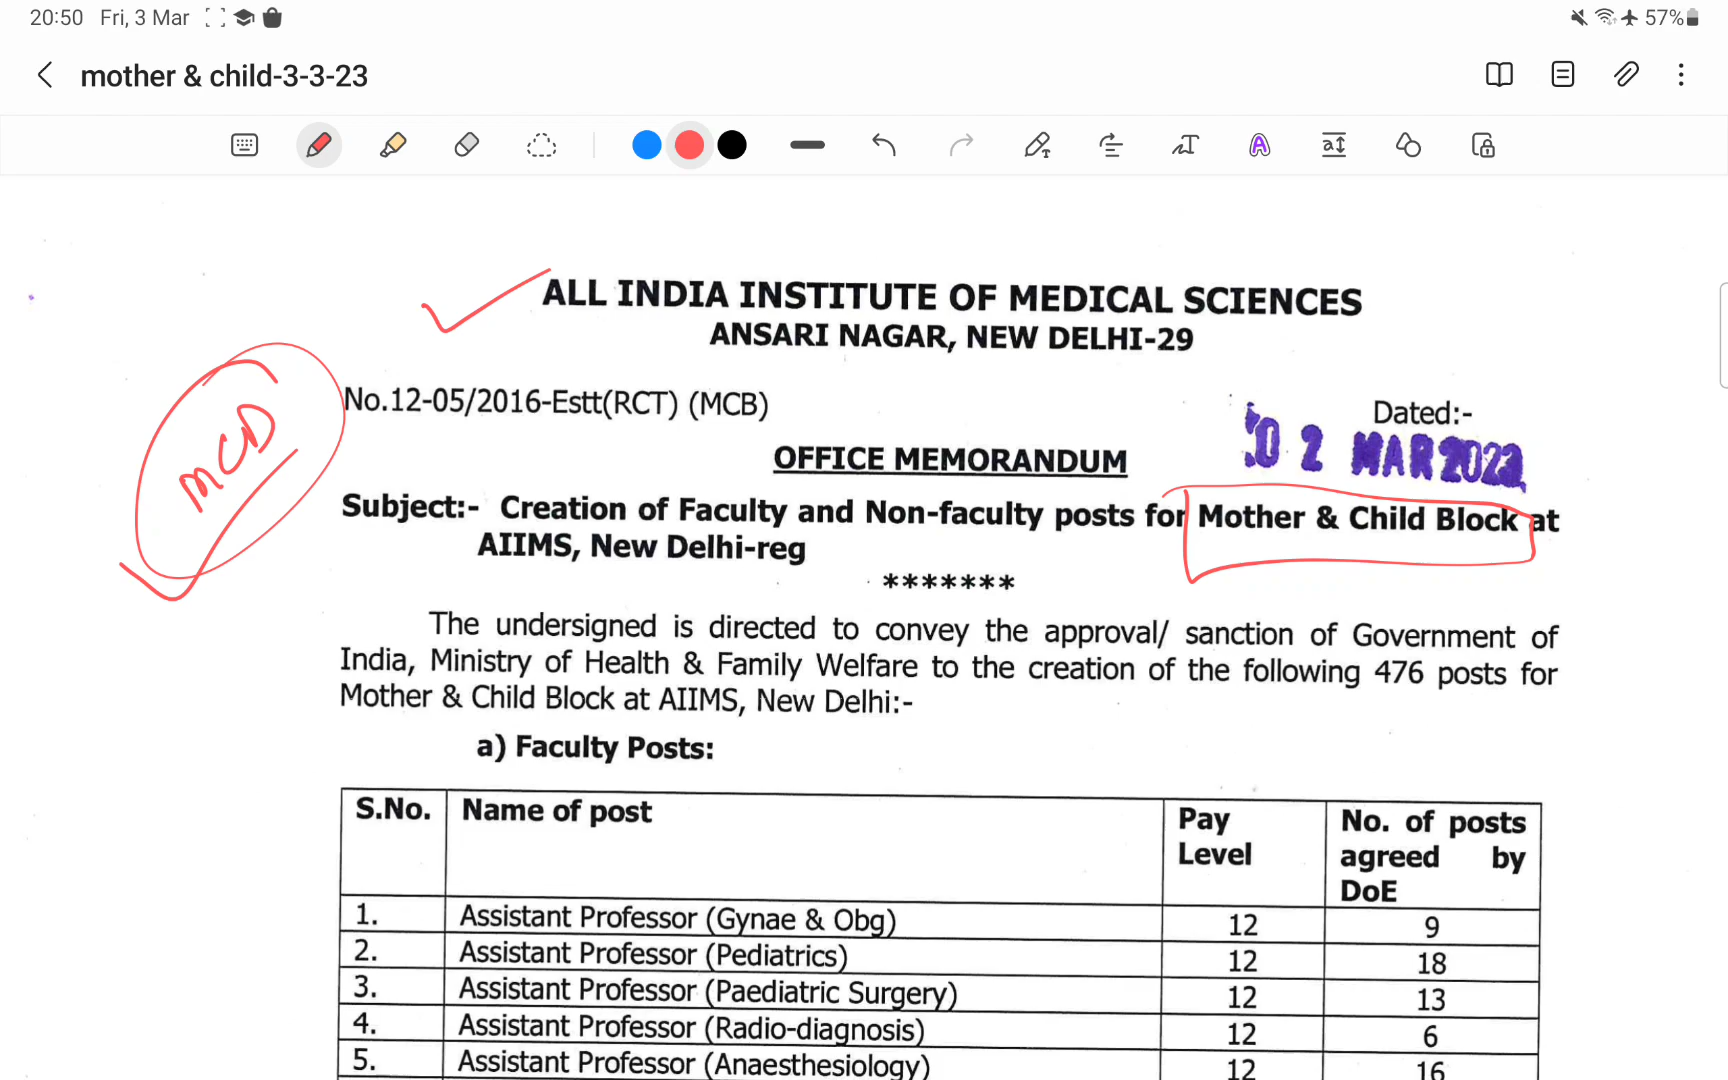 20:50 Fri, 3 Mar 57%
mother & child-3-3-23
ALL INDIA INSTITUTE OF MEDICAL SCIENCES
ANSARI NAGAR, NEW DELHI-29
No.12-05/2016-Estt(RCT) (MCB)
Dated:-
02 MAR 2023
MCB
OFFICE MEMORANDUM
Subject:- Creation of Faculty and Non-faculty posts for Mother & Child Block at
AIIMS, New Delhi-reg
*******
The undersigned is directed to convey the approval/ sanction of Government of
India, Ministry of Health & Family Welfare to the creation of the following 476 posts for
Mother & Child Block at AIIMS, New Delhi:-
a) Faculty Posts:
S.No. Name of post Pay Level No. of posts agreed by DoE
1. Assistant Professor (Gynae & Obg) 12 9
2. Assistant Professor (Pediatrics) 12 18
3. Assistant Professor (Paediatric Surgery) 12 13
4. Assistant Professor (Radio-diagnosis) 12 6
5. Assistant Professor (Anaesthesiology) 12 16